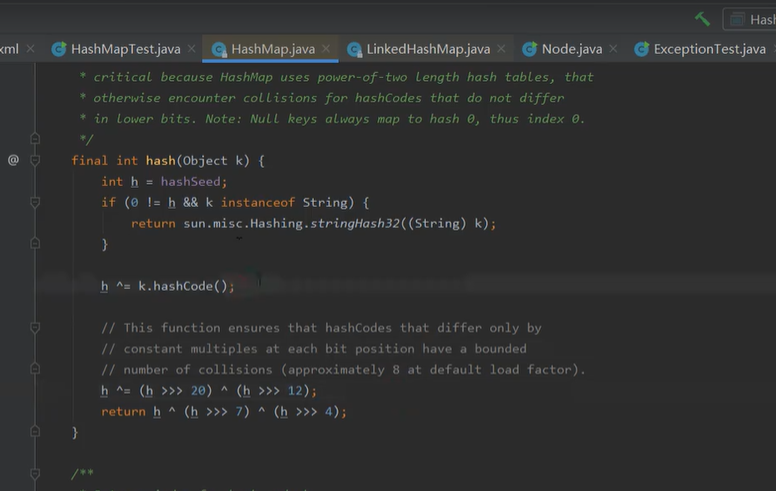 Hash
xml HashMapTest.java HashMap.java LinkedHashMap.java Node.java ExceptionTest.java
* critical because HashMap uses power-of-two length hash tables, that
* otherwise encounter collisions for hashCodes that do not differ
* in lower bits. Note: Null keys always map to hash 0, thus index 0.
*/
@ final int hash(Object k) {
int h = hashSeed;
if (0 != h && k instanceof String) {
return sun.misc.Hashing.stringHash32((String) k);
}
h ^= k.hashCode();
// This function ensures that hashCodes that differ only by
// constant multiples at each bit position have a bounded
// number of collisions (approximately 8 at default load factor).
h ^= (h >>> 20) ^ (h >>> 12);
return h ^ (h >>> 7) ^ (h >>> 4);
}
/**